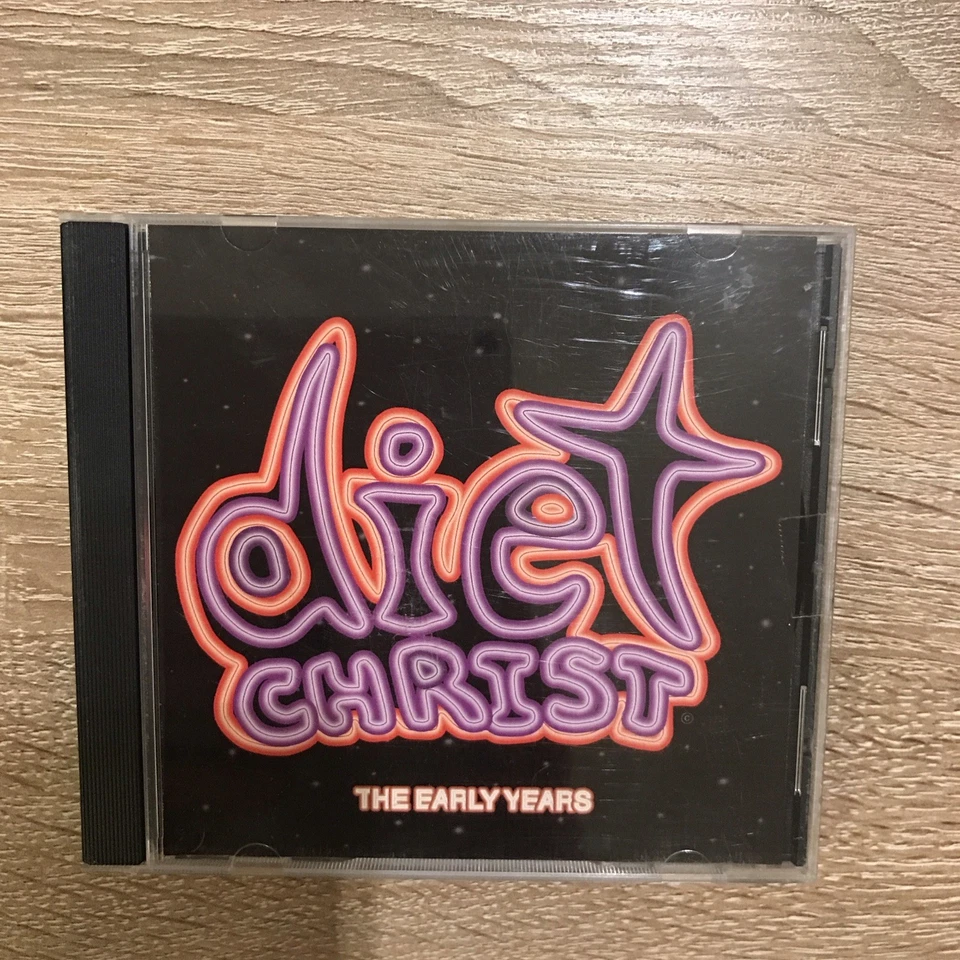 diet
CHRIST
©
THE EARLY YEARS